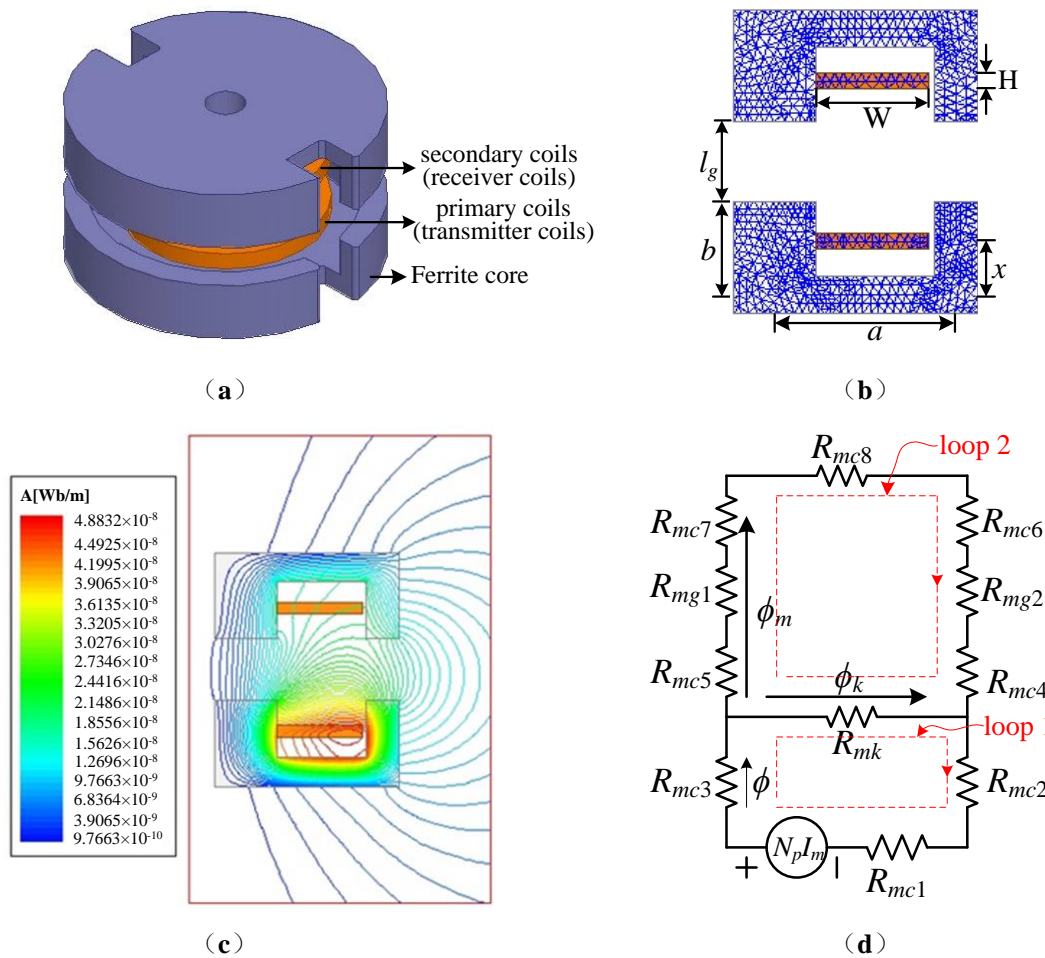 secondary coils
(receiver coils)
primary coils
(transmitter coils)
Ferrite core
（a）
H
W
l_g
b
x
a
（b）
A[Wb/m]
4.8832×10⁻⁸
4.4925×10⁻⁸
4.1995×10⁻⁸
3.9065×10⁻⁸
3.6135×10⁻⁸
3.3205×10⁻⁸
3.0276×10⁻⁸
2.7346×10⁻⁸
2.4416×10⁻⁸
2.1486×10⁻⁸
1.8556×10⁻⁸
1.5626×10⁻⁸
1.2696×10⁻⁸
9.7663×10⁻⁹
6.8364×10⁻⁹
3.9065×10⁻⁹
9.7663×10⁻¹⁰
（c）
loop 2
R_mc8
R_mc7
R_mc6
R_mg1
R_mg2
ϕ_m
R_mc5
R_mc4
ϕ_k
loop 1
R_mk
R_mc3
ϕ
R_mc2
N_pI_m
+
−
R_mc1
（d）